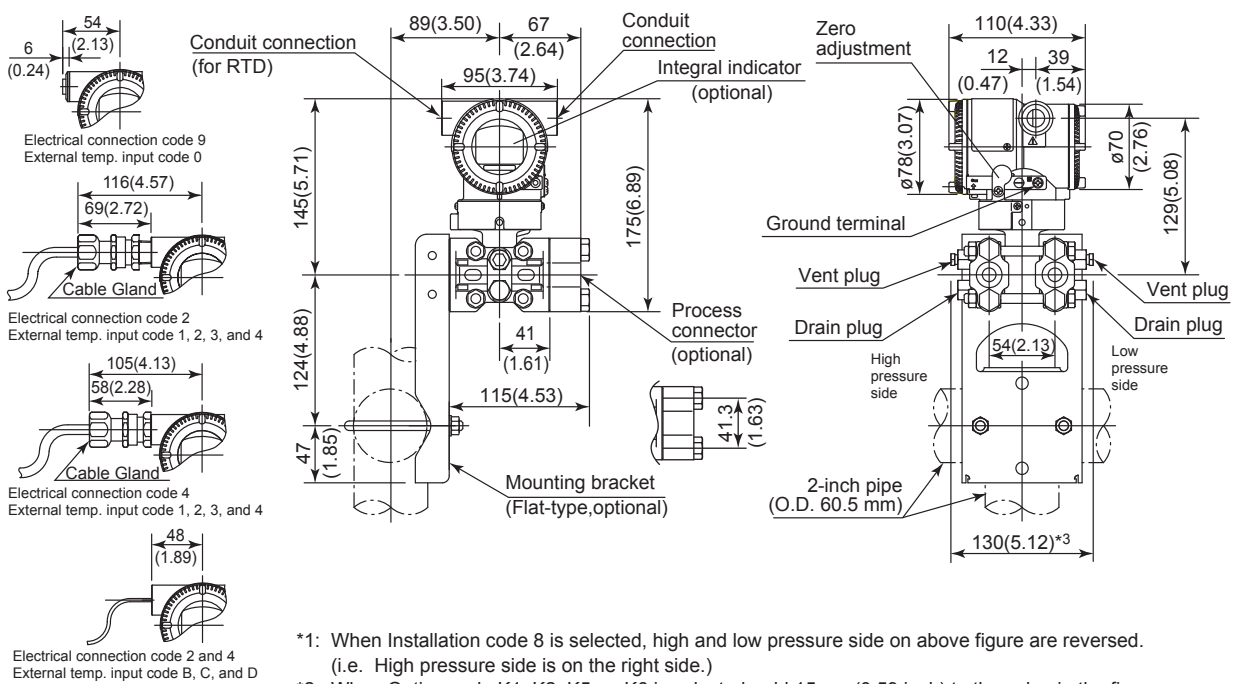 54
(2.13)
6
(0.24)
Electrical connection code 9
External temp. input code 0
116(4.57)
69(2.72)
Cable Gland
Electrical connection code 2
External temp. input code 1, 2, 3, and 4
105(4.13)
58(2.28)
Cable Gland
Electrical connection code 4
External temp. input code 1, 2, 3, and 4
48
(1.89)
Electrical connection code 2 and 4
External temp. input code B, C, and D
89(3.50)
67
(2.64)
Conduit connection
(for RTD)
Conduit
connection
95(3.74)
Integral indicator
(optional)
145(5.71)
175(6.89)
124(4.88)
47
(1.85)
41
(1.61)
Process
connector
(optional)
115(4.53)
41.3
(1.63)
Mounting bracket
(Flat-type,optional)
Zero
adjustment
110(4.33)
12
(0.47)
39
(1.54)
ø78(3.07)
ø70
(2.76)
129(5.08)
Ground terminal
Vent plug
Vent plug
Drain plug
Drain plug
54(2.13)
High
pressure
side
Low
pressure
side
2-inch pipe
(O.D. 60.5 mm)
130(5.12)*3
*1: When Installation code 8 is selected, high and low pressure side on above figure are reversed.
(i.e. High pressure side is on the right side.)